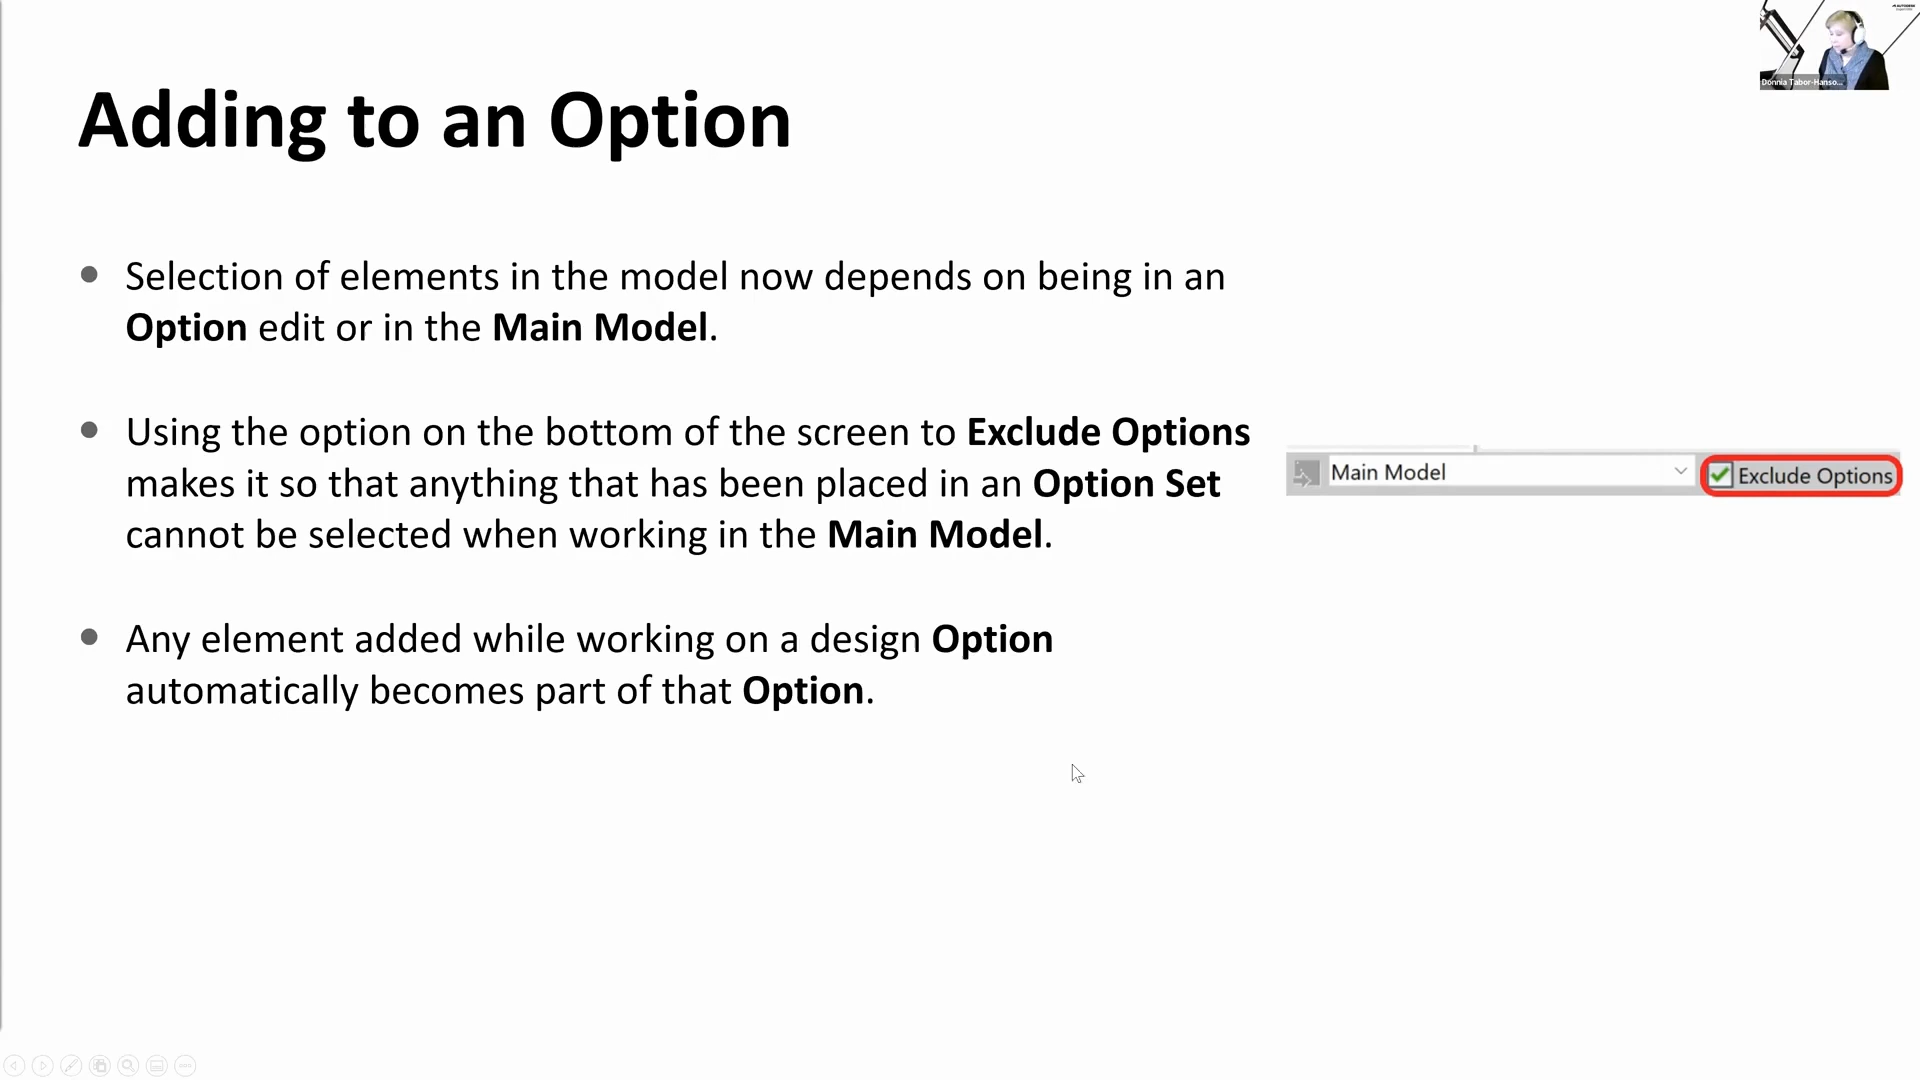 Donnia Tabor-Hanso...
Adding to an Option
Selection of elements in the model now depends on being in an
Option edit or in the Main Model.
Using the option on the bottom of the screen to Exclude Options
makes it so that anything that has been placed in an Option Set
cannot be selected when working in the Main Model.
Main Model
Exclude Options
Any element added while working on a design Option
automatically becomes part of that Option.